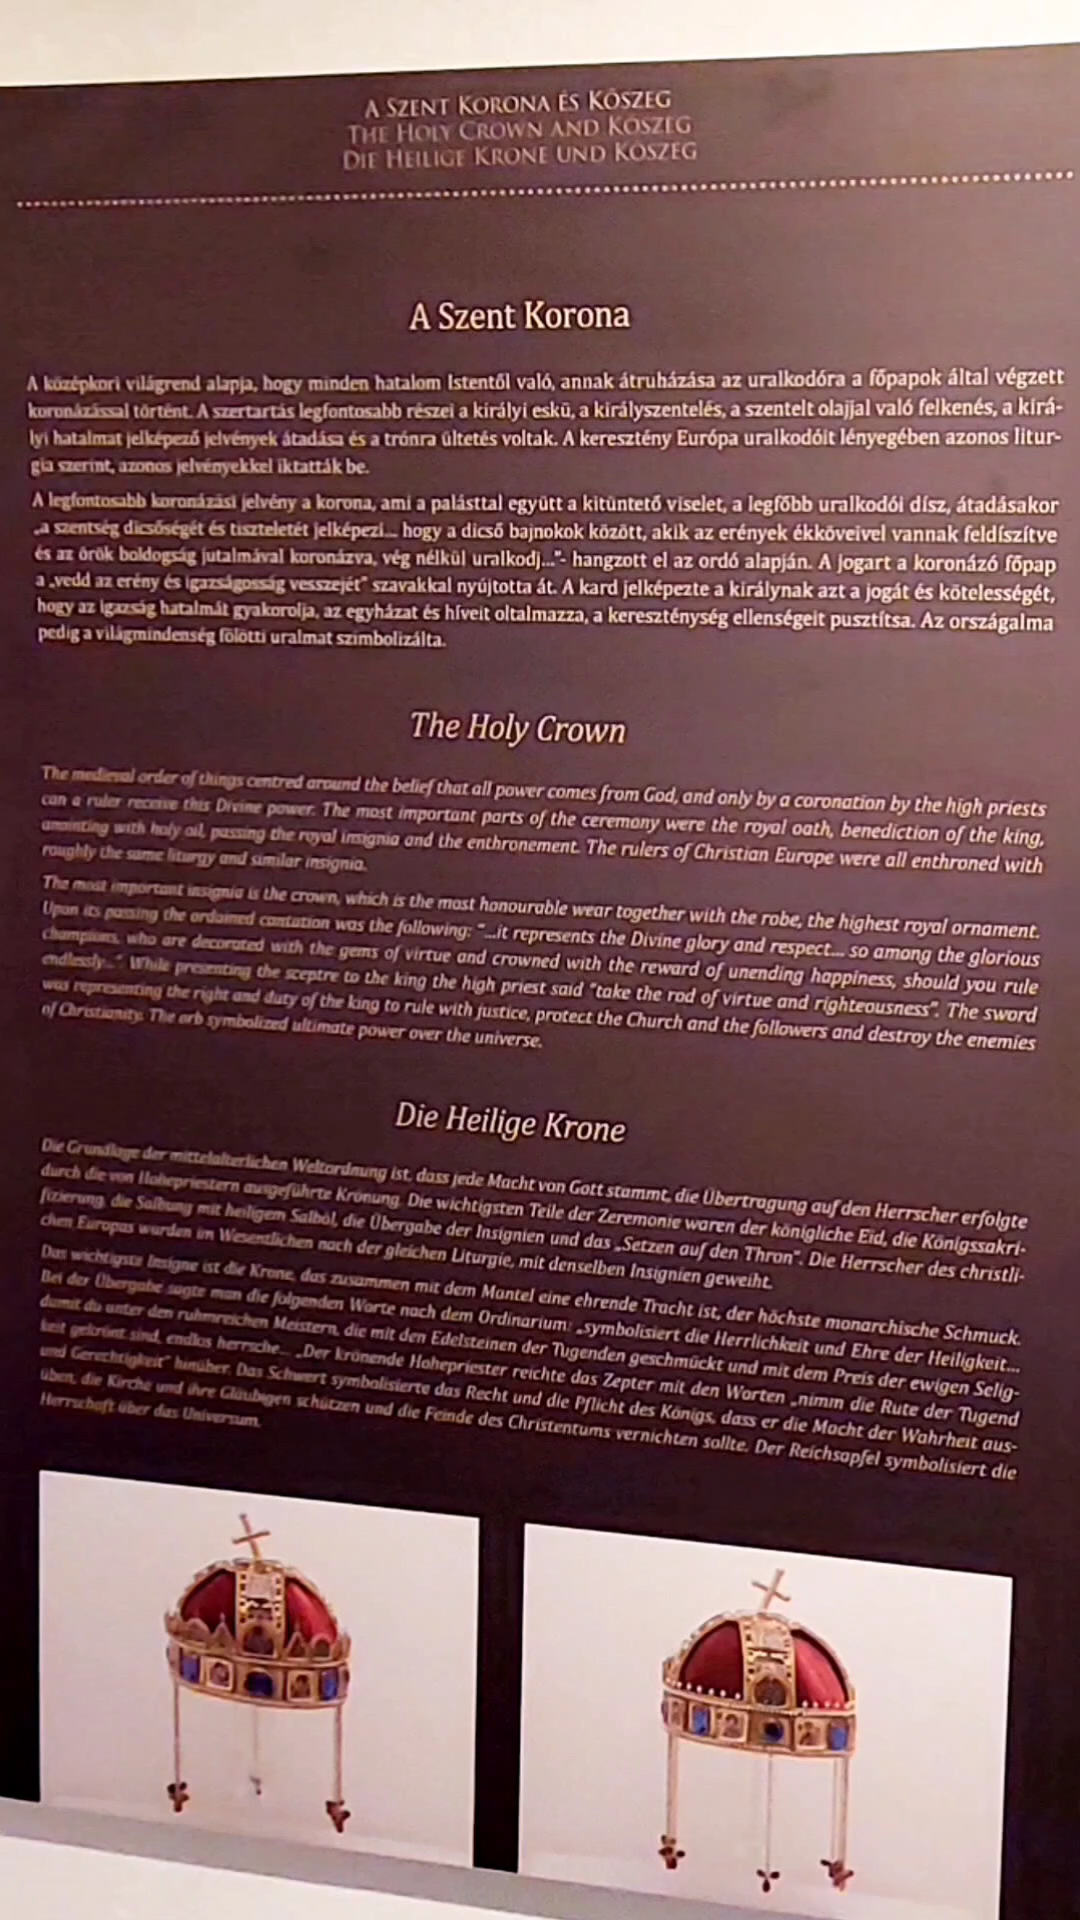 A SZENT KORONA ÉS KŐSZEG
THE HOLY CROWN AND KŐSZEG
DIE HEILIGE KRONE UND KŐSZEG
A Szent Korona
A középkori világrend alapja, hogy minden hatalom Istentől való, annak átruházása az uralkodóra a főpapok által végzett
koronázással történt. A szertartás legfontosabb részei a királyi eskü, a királyszentelés, a szentelt olajjal való felkenés, a kirá-
lyi hatalmat jelképező jelvények átadása és a trónra ültetés voltak. A keresztény Európa uralkodóit lényegében azonos litur-
gia szerint, azonos jelvényekkel iktatták be.
A legfontosabb koronázási jelvény a korona, ami a palásttal együtt a kitüntető viselet, a legfőbb uralkodói dísz, átadásakor
„a szentség dicsőségét és tiszteletét jelképezi... hogy a dicső bajnokok között, akik az erények ékköveivel vannak feldíszítve
és az örök boldogság jutalmával koronázva, vég nélkül uralkodj..."- hangzott el az ordó alapján. A jogart a koronázó főpap
a „vedd az erény és igazságosság vesszejét" szavakkal nyújtotta át. A kard jelképezte a királynak azt a jogát és kötelességét,
hogy az igazság hatalmát gyakorolja, az egyházat és híveit oltalmazza, a kereszténység ellenségeit pusztítsa. Az országalma
pedig a világmindenség fölötti uralmat szimbolizálta.
The Holy Crown
The medieval order of things centred around the belief that all power comes from God, and only by a coronation by the high priests
can a ruler receive this Divine power. The most important parts of the ceremony were the royal oath, benediction of the king,
anointing with holy oil, passing the royal insignia and the enthronement. The rulers of Christian Europe were all enthroned with
roughly the same liturgy and similar insignia.
The most important insignia is the crown, which is the most honourable wear together with the robe, the highest royal ornament.
Upon its passing the ordained cantation was the following: "...it represents the Divine glory and respect... so among the glorious
champions, who are decorated with the gems of virtue and crowned with the reward of unending happiness, should you rule
endlessly...". While presenting the sceptre to the king the high priest said "take the rod of virtue and righteousness". The sword
was representing the right and duty of the king to rule with justice, protect the Church and the followers and destroy the enemies
of Christianity. The orb symbolized ultimate power over the universe.
Die Heilige Krone
Die Grundlage der mittelalterlichen Weltordnung ist, dass jede Macht von Gott stammt, die Übertragung auf den Herrscher erfolgte
durch die von Hohepriestern ausgeführte Krönung. Die wichtigsten Teile der Zeremonie waren der königliche Eid, die Königssakri-
fizierung, die Salbung mit heiligem Salböl, die Übergabe der Insignien und das „Setzen auf den Thron". Die Herrscher des christli-
chen Europas wurden im Wesentlichen nach der gleichen Liturgie, mit denselben Insignien geweiht.
Das wichtigste Insigne ist die Krone, das zusammen mit dem Mantel eine ehrende Tracht ist, der höchste monarchische Schmuck.
Bei der Übergabe sagte man die folgenden Worte nach dem Ordinarium: „symbolisiert die Herrlichkeit und Ehre der Heiligkeit...
damit du unter den ruhmreichen Meistern, die mit den Edelsteinen der Tugenden geschmückt und mit dem Preis der ewigen Selig-
keit gekrönt sind, endlos herrsche... „Der krönende Hohepriester reichte das Zepter mit den Worten „nimm die Rute der Tugend
und Gerechtigkeit" hinüber. Das Schwert symbolisierte das Recht und die Pflicht des Königs, dass er die Macht der Wahrheit aus-
üben, die Kirche und ihre Gläubigen schützen und die Feinde des Christentums vernichten sollte. Der Reichsapfel symbolisiert die
Herrschaft über das Universum.